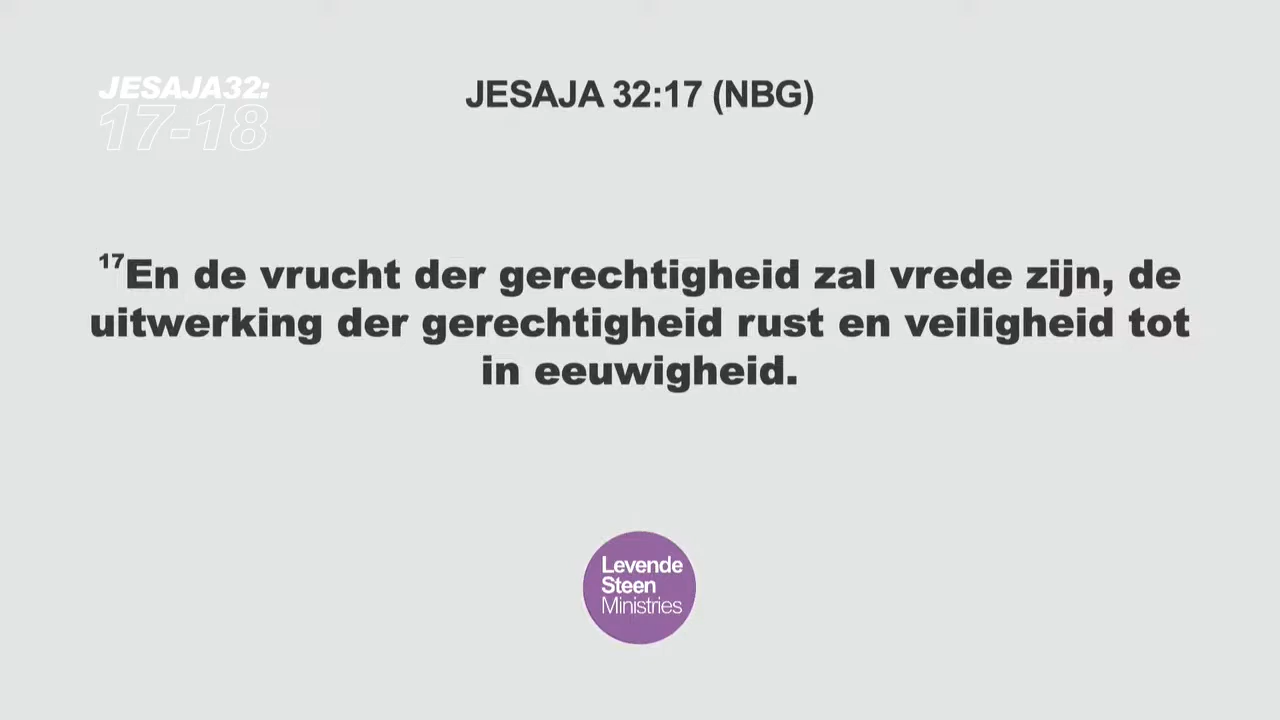 JESAJA32:
17-18
JESAJA 32:17 (NBG)
17En de vrucht der gerechtigheid zal vrede zijn, de
uitwerking der gerechtigheid rust en veiligheid tot
in eeuwigheid.
Levende
Steen
Ministries